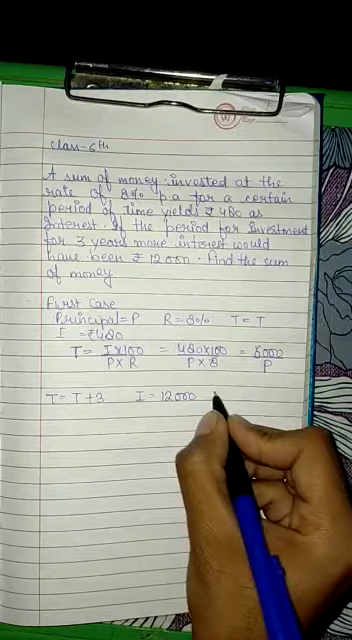 Class-6th
A sum of money invested at the
rate of 8% p.a for a certain
period of time yields ₹480 as
Interest. If the period for Investment
for 3 years more interest would
have been ₹12000. Find the sum
of money
First Case
Principal=P R=8% T=T
I =₹480
T= I×100/P×R = 480×100/P×8 = 6000/P
T=T+3 I=12000